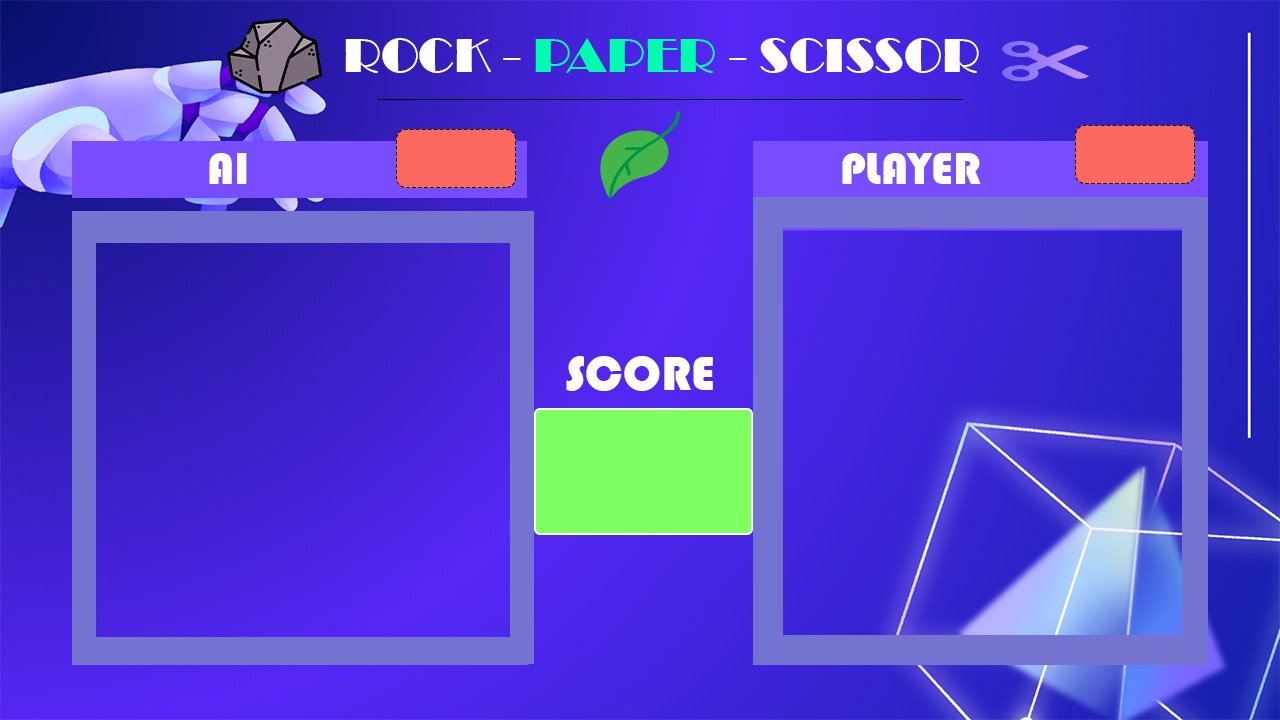 ROCK – PAPER – SCISSOR
AI
PLAYER
SCORE